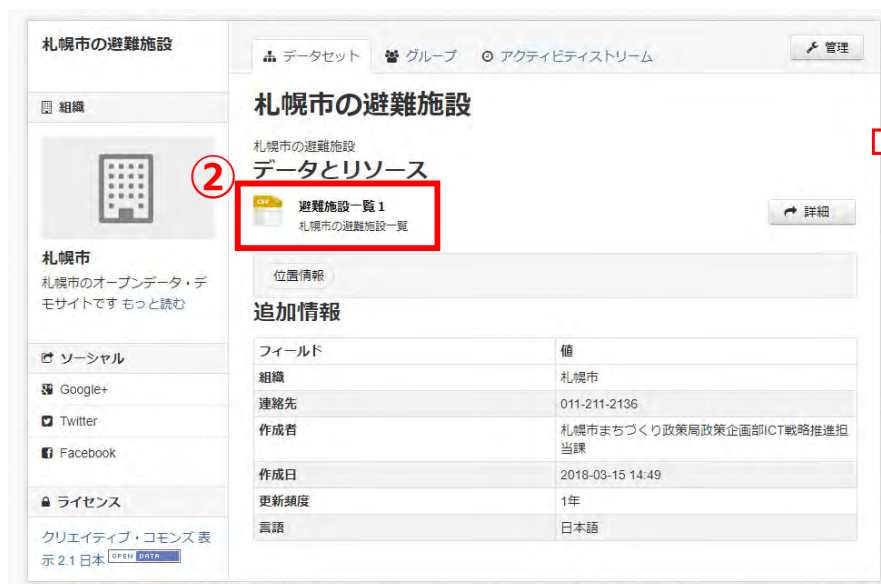 札幌市の避難施設
組織
札幌市
札幌市のオープンデータ・デ
モサイトです もっと読む
ソーシャル
Google+
Twitter
Facebook
ライセンス
クリエイティブ・コモンズ 表
示 2.1 日本 OPEN DATA
データセット グループ アクティビティストリーム
管理
札幌市の避難施設
札幌市の避難施設
データとリソース
②
CSV
避難施設一覧 1
札幌市の避難施設一覧
詳細
位置情報
追加情報
フィールド 値
組織 札幌市
連絡先 011-211-2136
作成者 札幌市まちづくり政策局政策企画部ICT戦略推進担
当課
作成日 2018-03-15 14:49
更新頻度 1年
言語 日本語